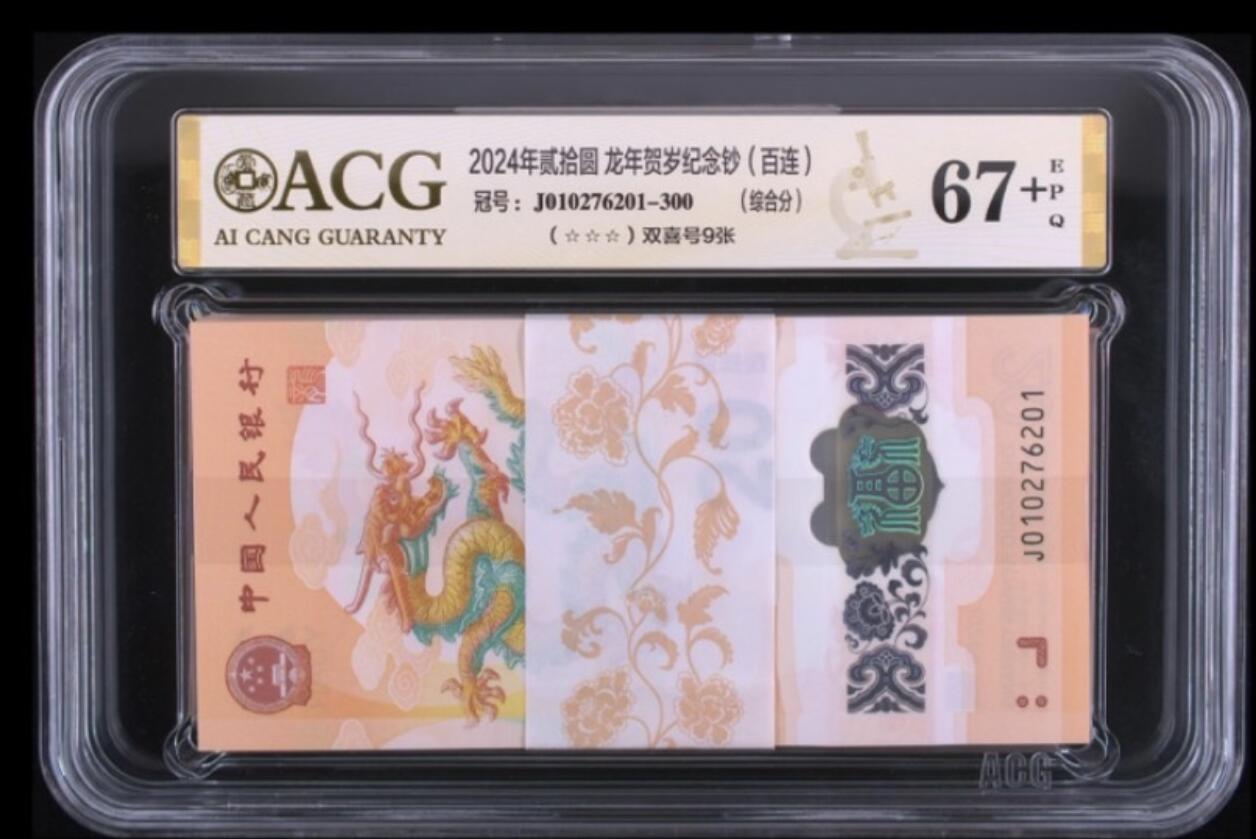 ACG
AI CANG GUARANTY
2024年贰拾圆 龙年贺岁纪念钞（百连）
冠号：J010276201-300 （综合分）
（☆☆☆）双喜号9张
67+
EPQ
中国人民银行
福
J010276201
ACG